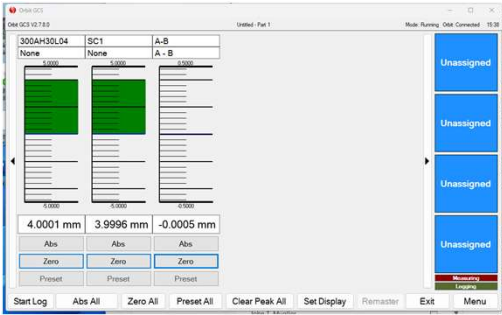 Orbit GCS
Orbit GCS V2.7.0.0 Untitled - Part 1 Mode: Running Orbit: Connected 15:30
300AH30L04 SC1 A-B
None None A - B
5.0000 5.0000 0.5000
-5.0000 -5.0000 -0.5000
4.0001 mm 3.9996 mm -0.0005 mm
Abs Abs Abs
Zero Zero Zero
Preset Preset Preset
Unassigned
Unassigned
Unassigned
Unassigned
Measuring
Logging
Start Log Abs All Zero All Preset All Clear Peak All Set Display Remaster Exit Menu